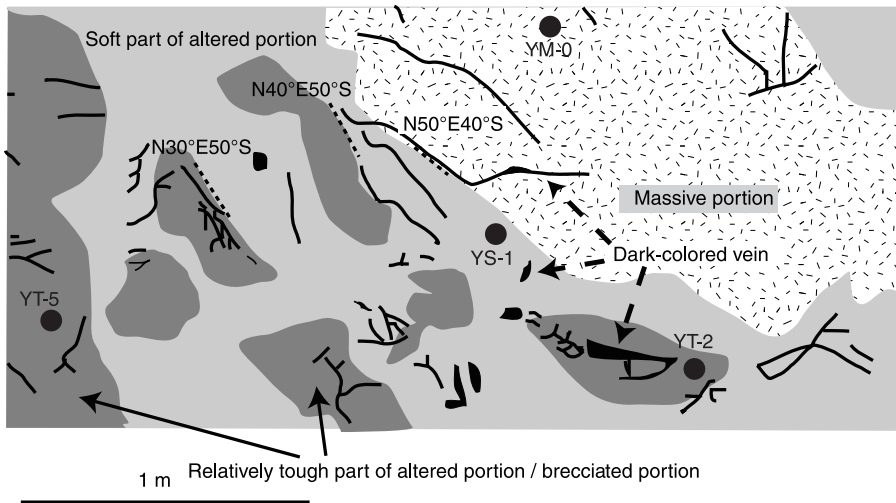 Soft part of altered portion
YM-0
N40°E50°S
N50°E40°S
N30°E50°S
Massive portion
YS-1
Dark-colored vein
YT-5
YT-2
Relatively tough part of altered portion / brecciated portion
1 m